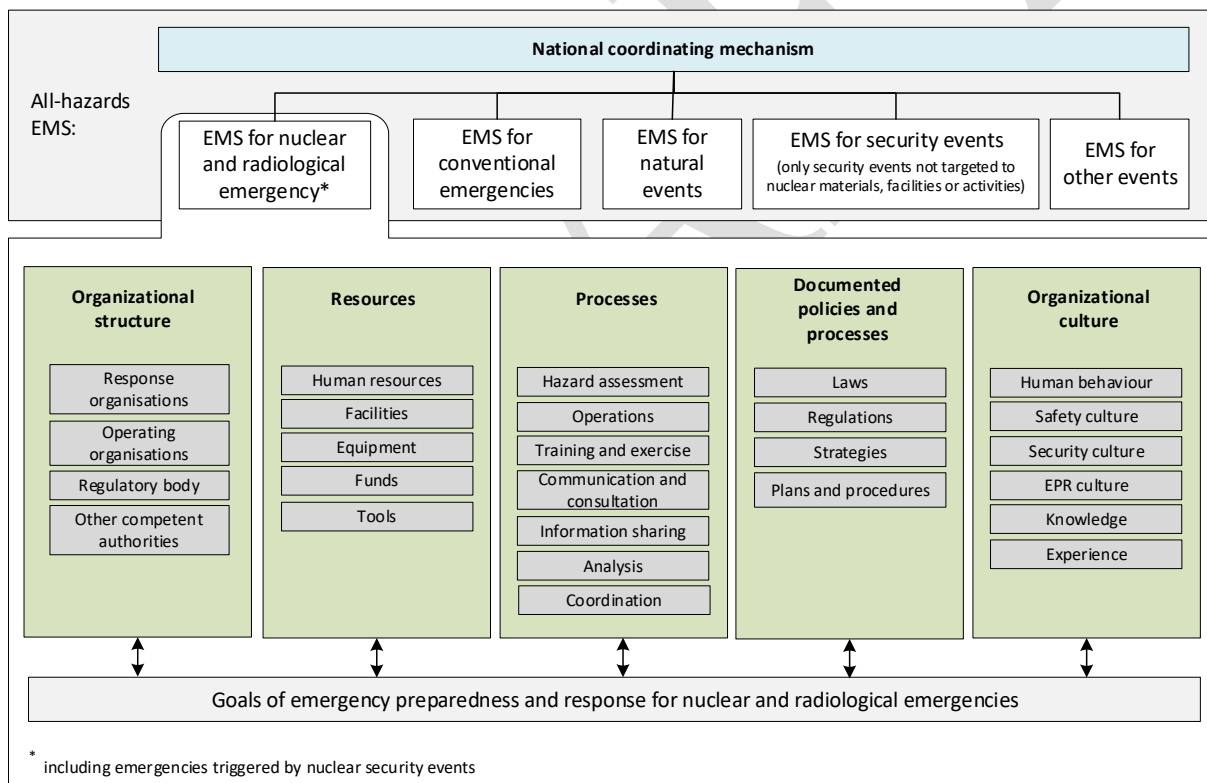 National coordinating mechanism
All-hazards
EMS:
EMS for nuclear
and radiological
emergency*
EMS for
conventional
emergencies
EMS for
natural
events
EMS for security events
(only security events not targeted to
nuclear materials, facilities or activities)
EMS for
other events
Organizational
structure
Response
organisations
Operating
organisations
Regulatory body
Other competent
authorities
Resources
Human resources
Facilities
Equipment
Funds
Tools
Processes
Hazard assessment
Operations
Training and exercise
Communication and
consultation
Information sharing
Analysis
Coordination
Documented
policies and
processes
Laws
Regulations
Strategies
Plans and procedures
Organizational
culture
Human behaviour
Safety culture
Security culture
EPR culture
Knowledge
Experience
Goals of emergency preparedness and response for nuclear and radiological emergencies
* including emergencies triggered by nuclear security events